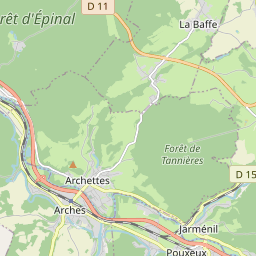 D 11
La Baffe
rêt d'Épinal
Forêt de
Tannières
D 15
Archettes
Arches
Jarménil
Pouxeux